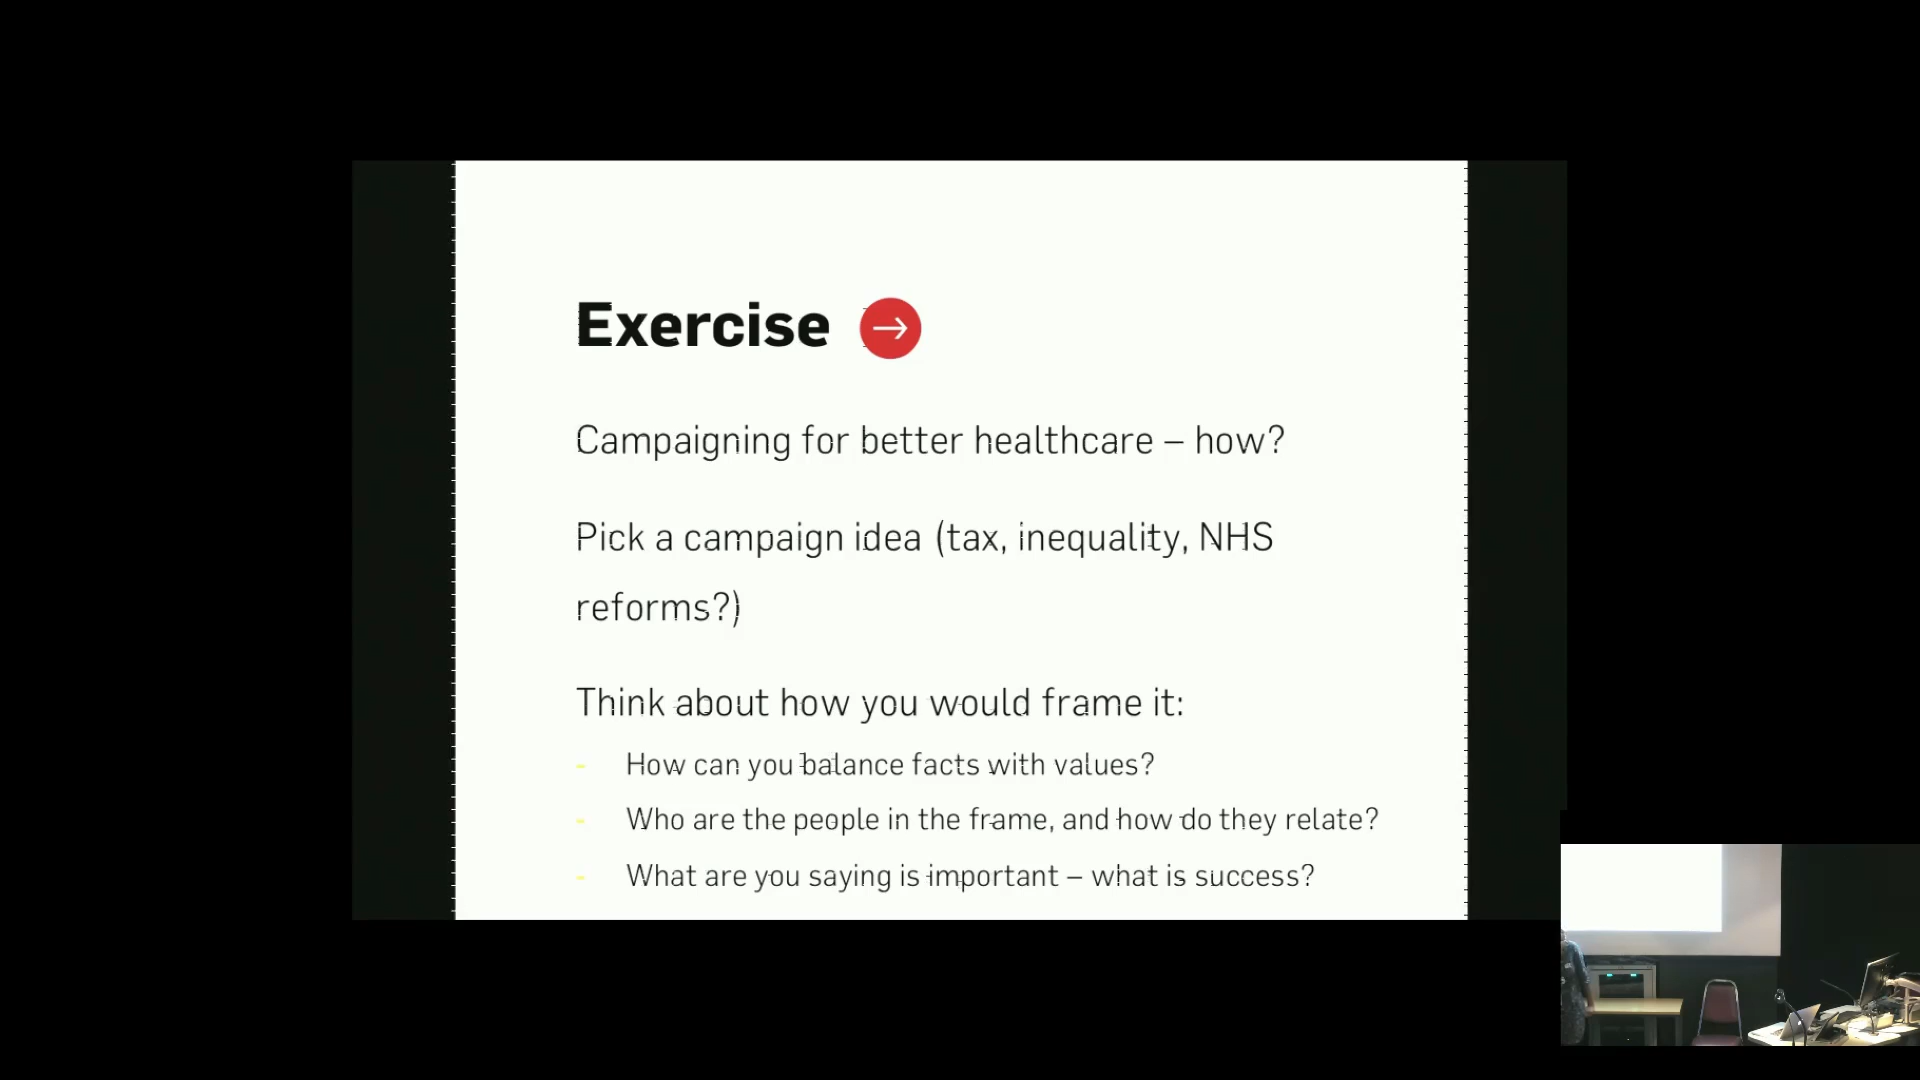 Exercise
Campaigning for better healthcare – how?
Pick a campaign idea (tax, inequality, NHS
reforms?)
Think about how you would frame it:
- How can you balance facts with values?
- Who are the people in the frame, and how do they relate?
- What are you saying is important – what is success?